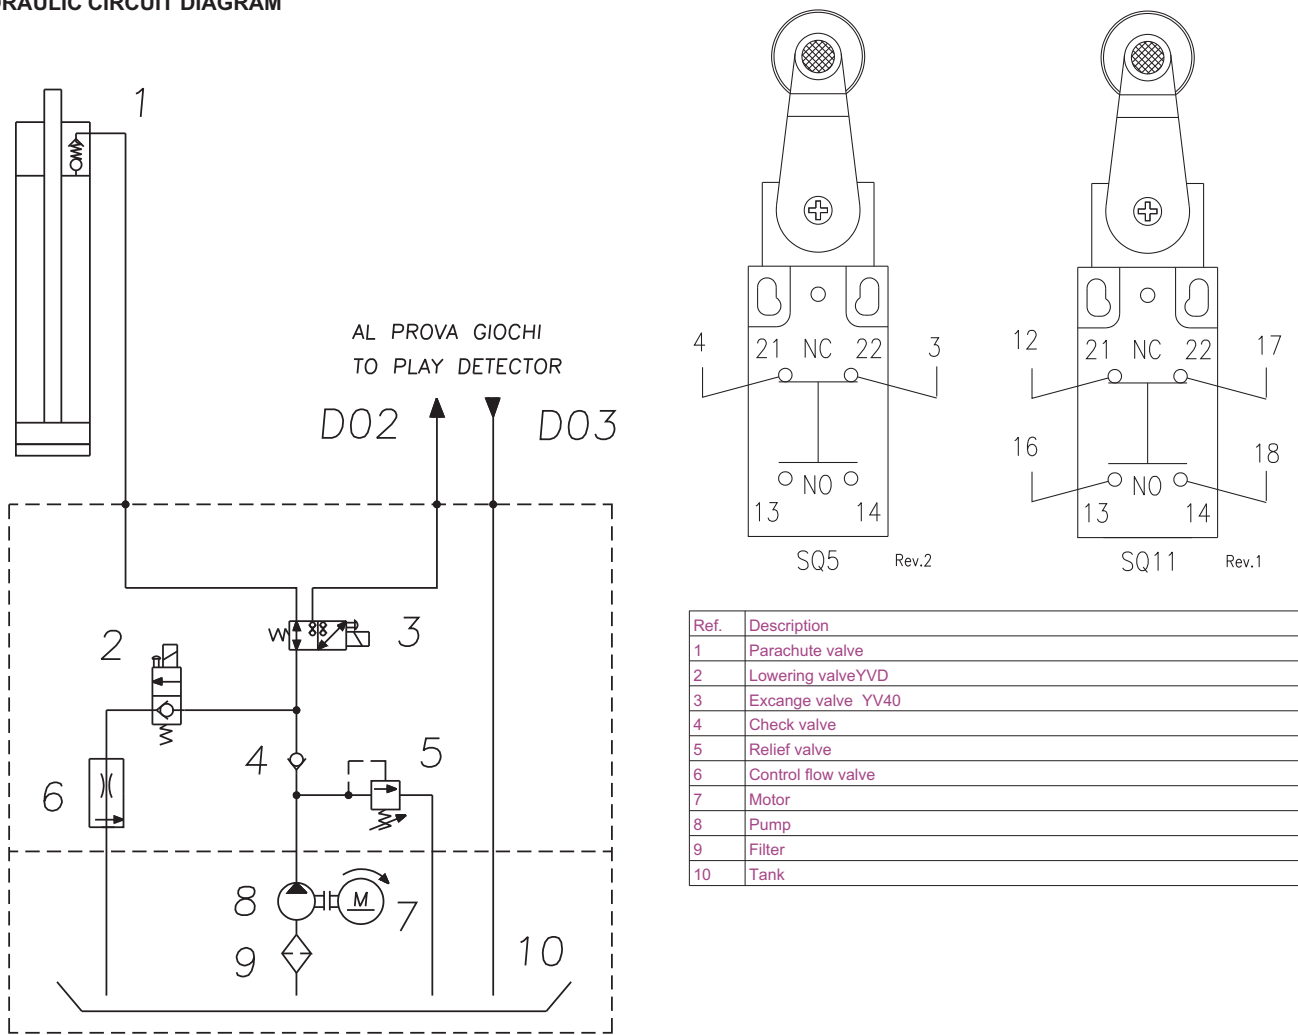 HYDRAULIC CIRCUIT DIAGRAM
1
AL PROVA GIOCHI
TO PLAY DETECTOR
D02
D03
2
3
4
5
6
M
7
8
9
10
4
21 NC 22
3
NO
13
14
SQ5
Rev.2
12
21 NC 22
17
16
18
NO
13
14
SQ11
Rev.1
Ref. Description
1 Parachute valve
2 Lowering valveYVD
3 Excange valve YV40
4 Check valve
5 Relief valve
6 Control flow valve
7 Motor
8 Pump
9 Filter
10 Tank